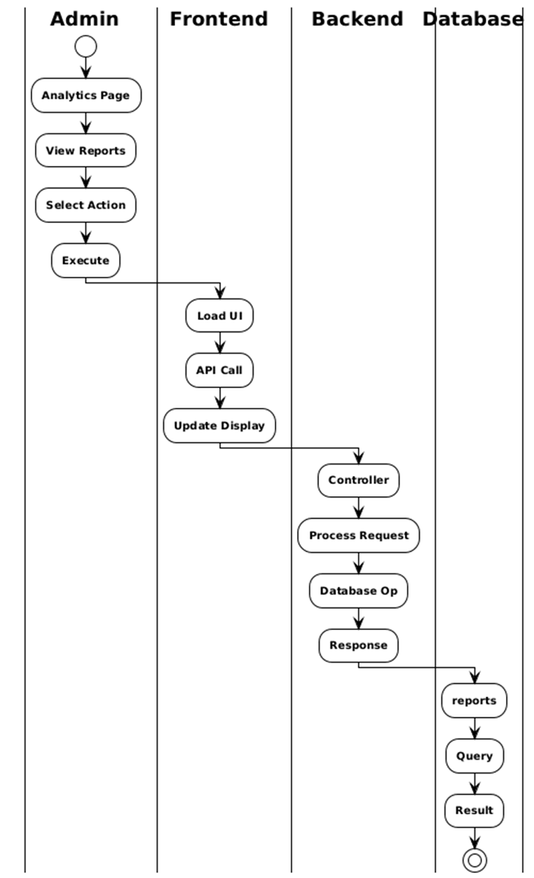 Admin
Frontend
Backend
Database
Analytics Page
View Reports
Select Action
Execute
Load UI
API Call
Update Display
Controller
Process Request
Database Op
Response
reports
Query
Result